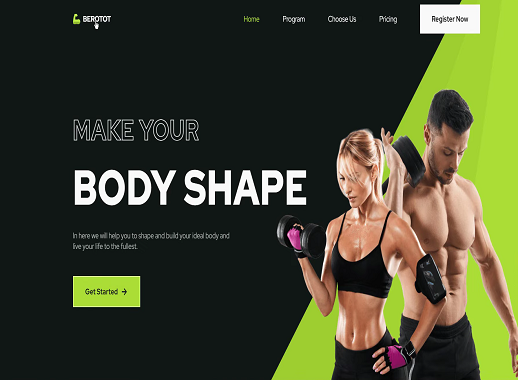 BEROTOT
Home Program Choose Us Pricing Register Now
MAKE YOUR
BODY SHAPE
In here we will help you to shape and build your ideal body and
live your life to the fullest.
Get Started →